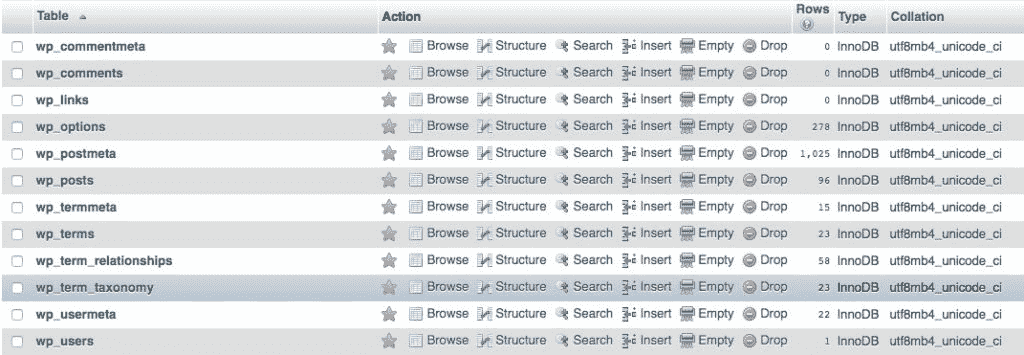 Table Action Rows Type Collation
wp_commentmeta Browse Structure Search Insert Empty Drop 0 InnoDB utf8mb4_unicode_ci
wp_comments Browse Structure Search Insert Empty Drop 0 InnoDB utf8mb4_unicode_ci
wp_links Browse Structure Search Insert Empty Drop 0 InnoDB utf8mb4_unicode_ci
wp_options Browse Structure Search Insert Empty Drop 278 InnoDB utf8mb4_unicode_ci
wp_postmeta Browse Structure Search Insert Empty Drop 1,025 InnoDB utf8mb4_unicode_ci
wp_posts Browse Structure Search Insert Empty Drop 96 InnoDB utf8mb4_unicode_ci
wp_termmeta Browse Structure Search Insert Empty Drop 15 InnoDB utf8mb4_unicode_ci
wp_terms Browse Structure Search Insert Empty Drop 23 InnoDB utf8mb4_unicode_ci
wp_term_relationships Browse Structure Search Insert Empty Drop 58 InnoDB utf8mb4_unicode_ci
wp_term_taxonomy Browse Structure Search Insert Empty Drop 23 InnoDB utf8mb4_unicode_ci
wp_usermeta Browse Structure Search Insert Empty Drop 22 InnoDB utf8mb4_unicode_ci
wp_users Browse Structure Search Insert Empty Drop 1 InnoDB utf8mb4_unicode_ci